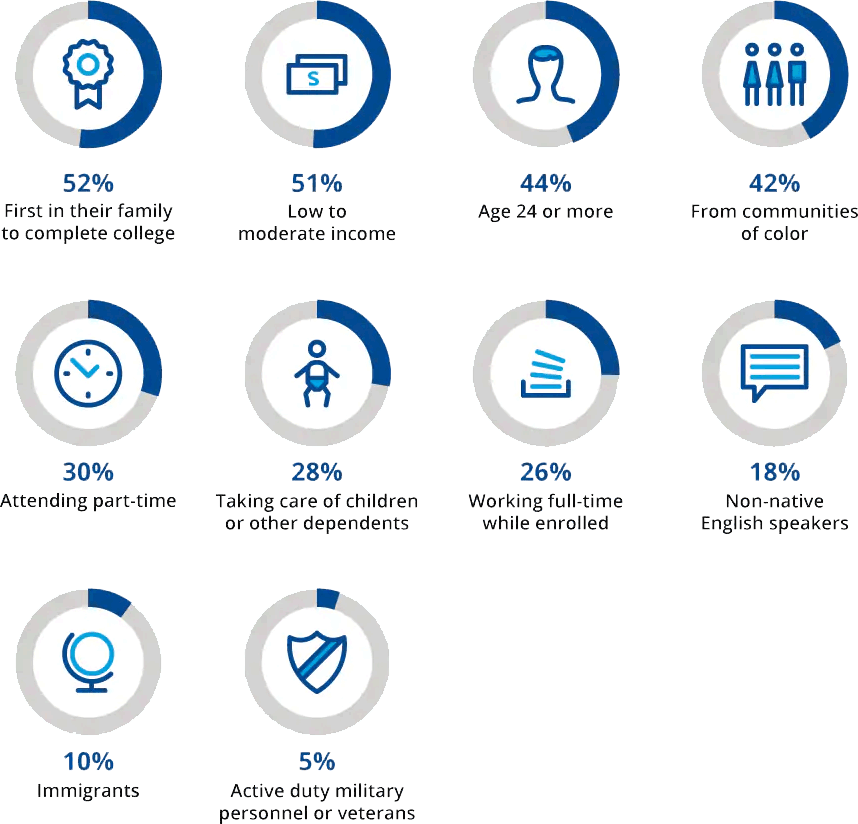 S
52%
First in their family
to complete college
51%
Low to
moderate income
44%
Age 24 or more
42%
From communities
of color
30%
Attending part-time
28%
Taking care of children
or other dependents
26%
Working full-time
while enrolled
18%
Non-native
English speakers
10%
Immigrants
5%
Active duty military
personnel or veterans